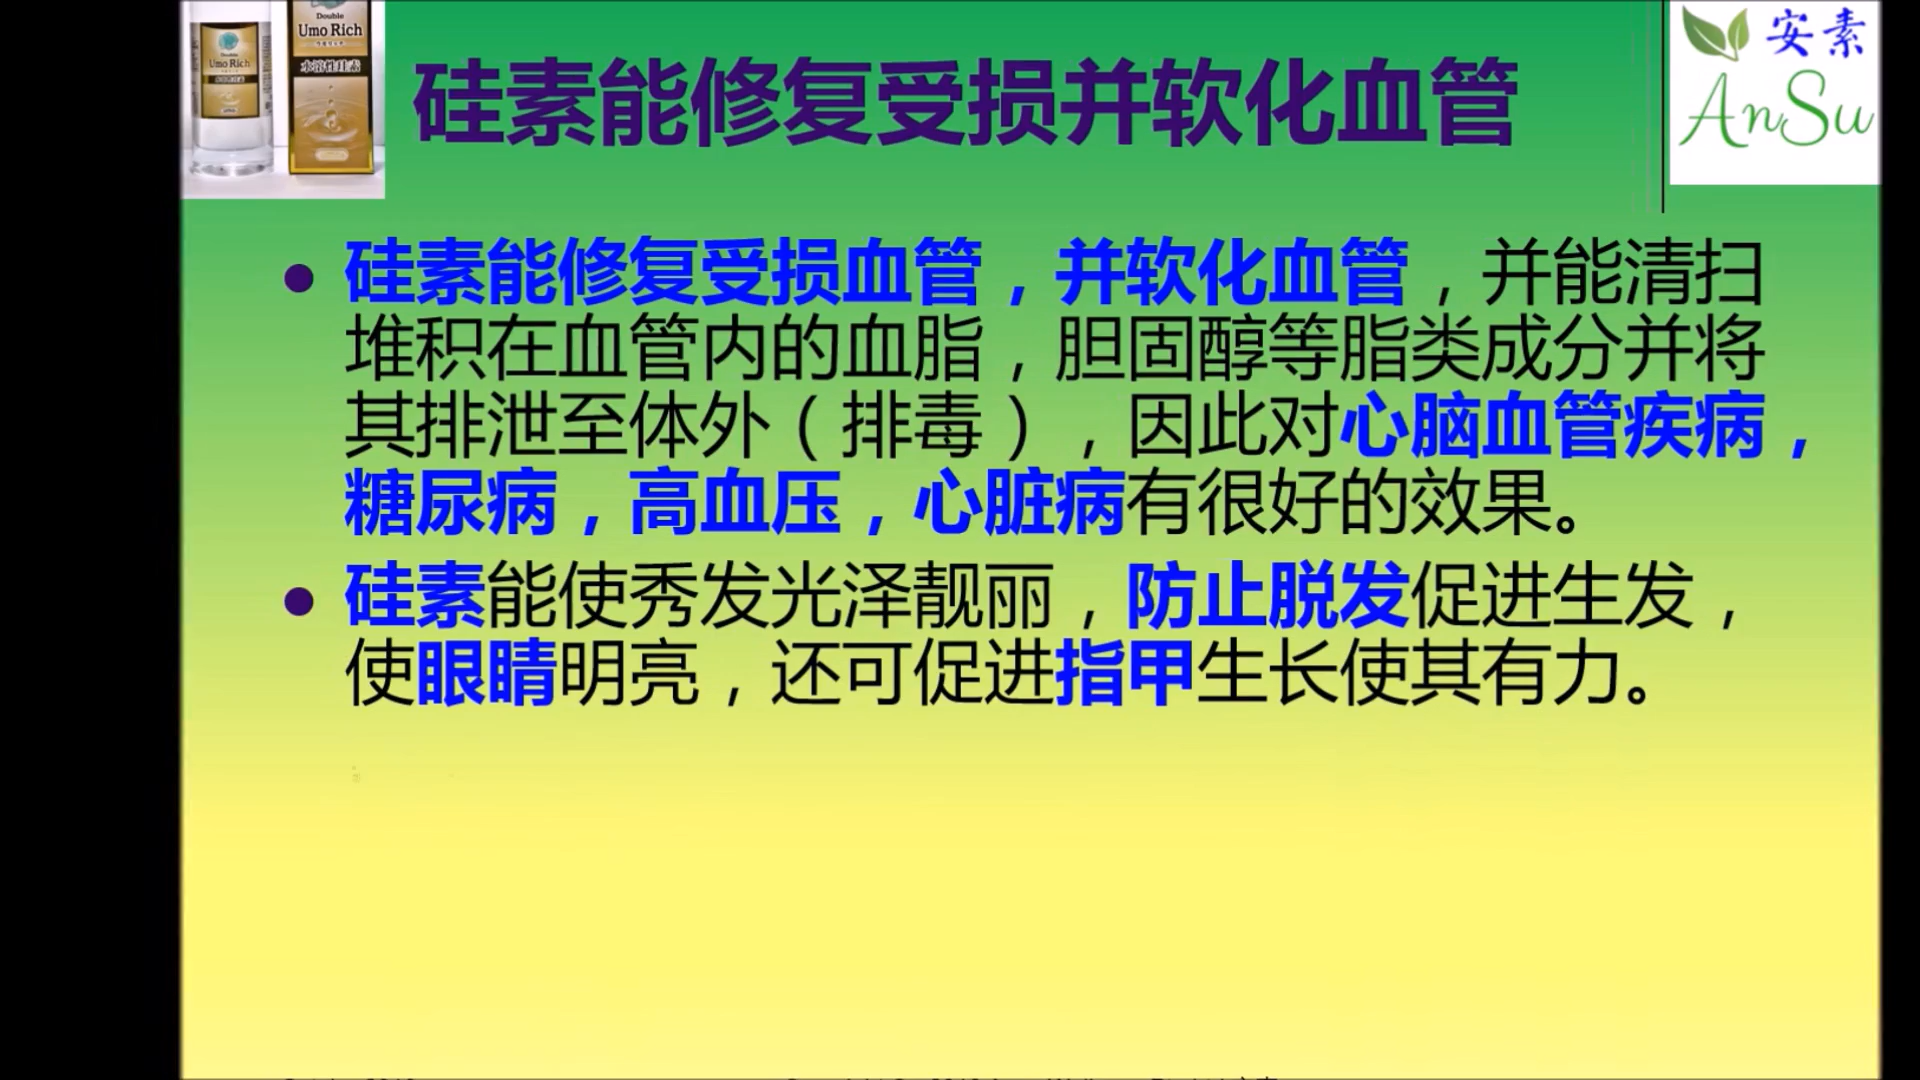 Double
Umo Rich
水溶性珪素
Umo Rich
硅素能修复受损并软化血管
安素
AnSu
硅素能修复受损血管，并软化血管，并能清扫
堆积在血管内的血脂，胆固醇等脂类成分并将
其排泄至体外（排毒），因此对心脑血管疾病，
糖尿病，高血压，心脏病有很好的效果。
硅素能使秀发光泽靓丽，防止脱发促进生发，
使眼睛明亮，还可促进指甲生长使其有力。